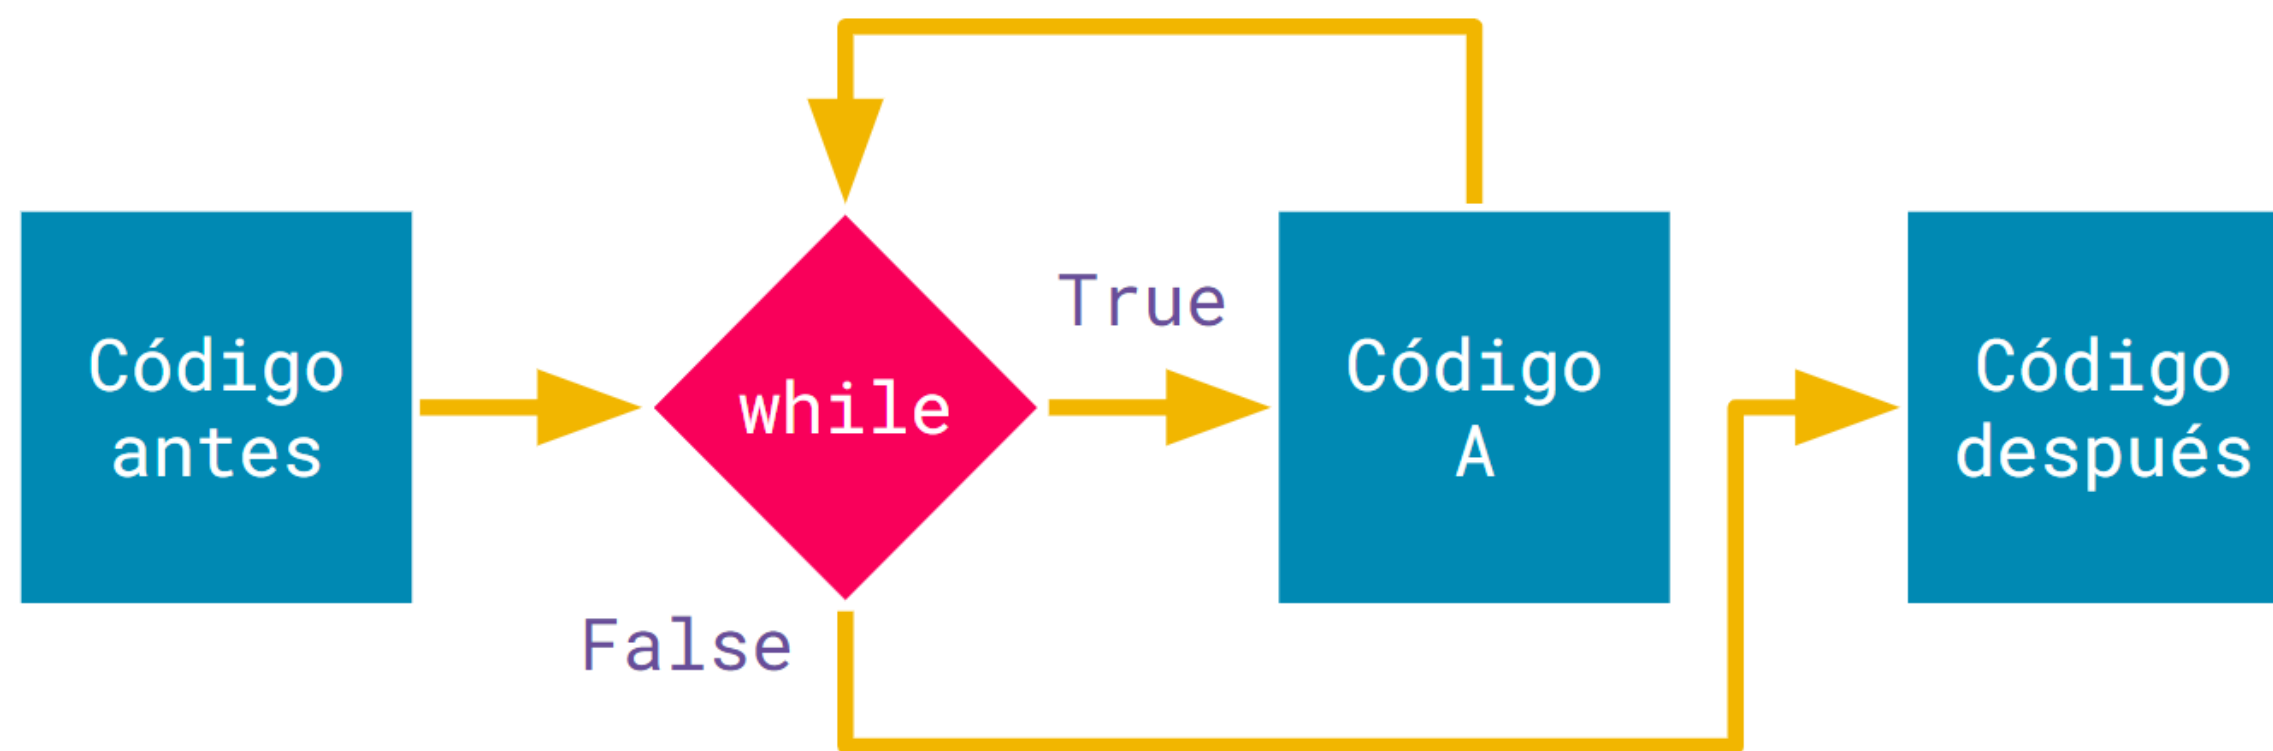 Código
antes
while
True
False
Código
A
Código
después